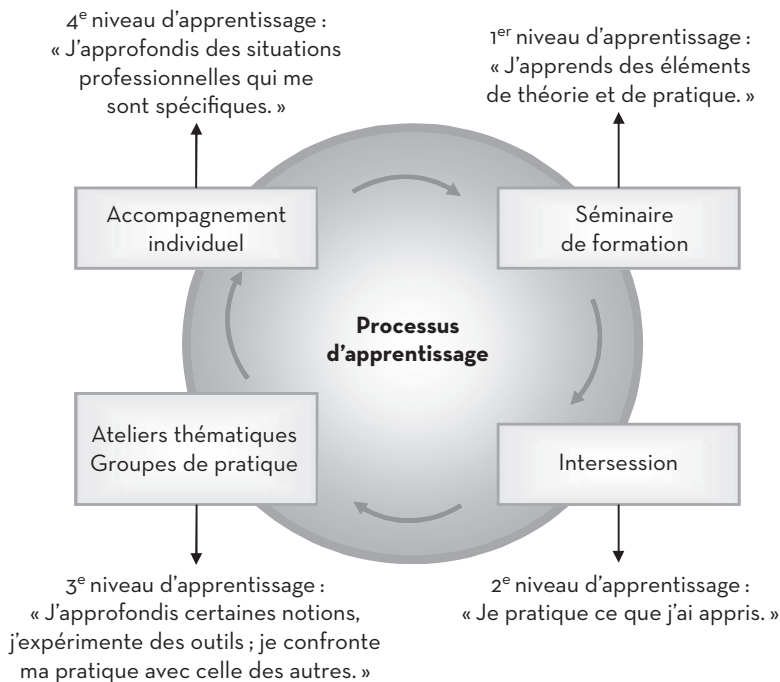 4e niveau d'apprentissage :
« J'approfondis des situations
professionnelles qui me
sont spécifiques. »
1er niveau d'apprentissage :
« J'apprends des éléments
de théorie et de pratique. »
Accompagnement
individuel
Séminaire
de formation
Processus
d'apprentissage
Ateliers thématiques
Groupes de pratique
Intersession
3e niveau d'apprentissage :
« J'approfondis certaines notions,
j'expérimente des outils ; je confronte
ma pratique avec celle des autres. »
2e niveau d'apprentissage :
« Je pratique ce que j'ai appris. »